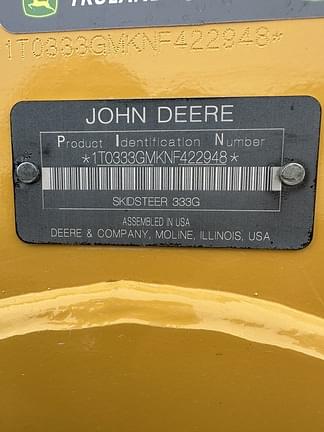 1T0333GMKNF422948*
JOHN DEERE
Product Identification Number
*1T0333GMKNF422948*
SKIDSTEER 333G
ASSEMBLED IN USA
DEERE & COMPANY, MOLINE, ILLINOIS, USA